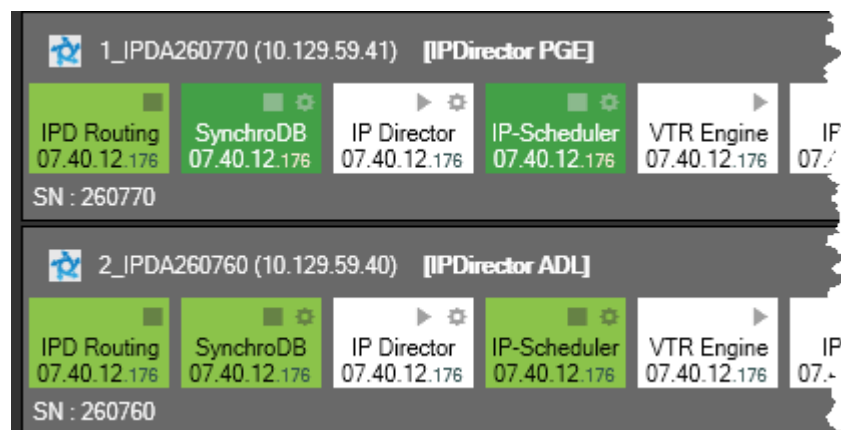 1_IPDA260770 (10.129.59.41) [IPDirector PGE]
IPD Routing SynchroDB IP Director IP-Scheduler VTR Engine
07.40.12.176 07.40.12.176 07.40.12.176 07.40.12.176 07.40.12.176
SN : 260770
2_IPDA260760 (10.129.59.40) [IPDirector ADL]
IPD Routing SynchroDB IP Director IP-Scheduler VTR Engine IP
07.40.12.176 07.40.12.176 07.40.12.176 07.40.12.176 07.40.12.176 07.
SN : 260760